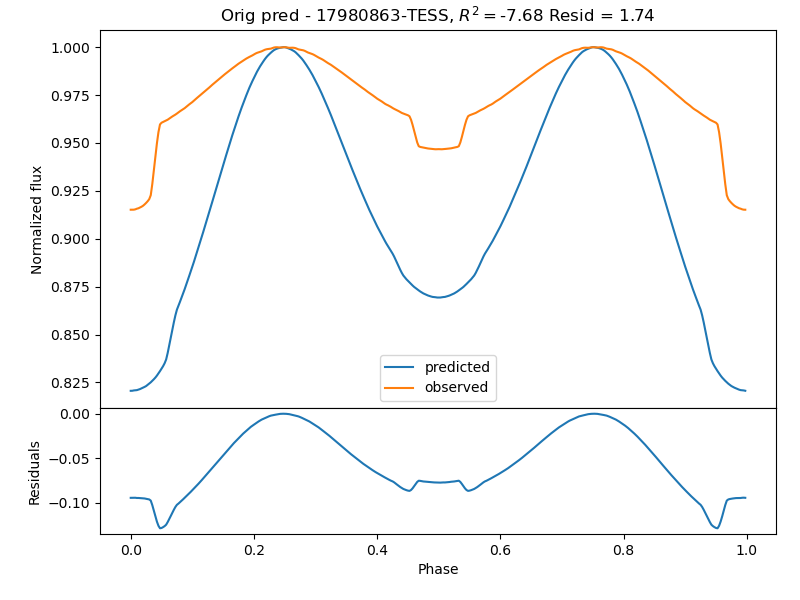 Orig pred - 17980863-TESS, $R^2 = $-7.68 Resid = 1.74
1.000
0.975
0.950
0.925
0.900
0.875
0.850
0.825
Normalized flux
predicted
observed
0.00
−0.05
−0.10
Residuals
0.0 0.2 0.4 0.6 0.8 1.0
Phase